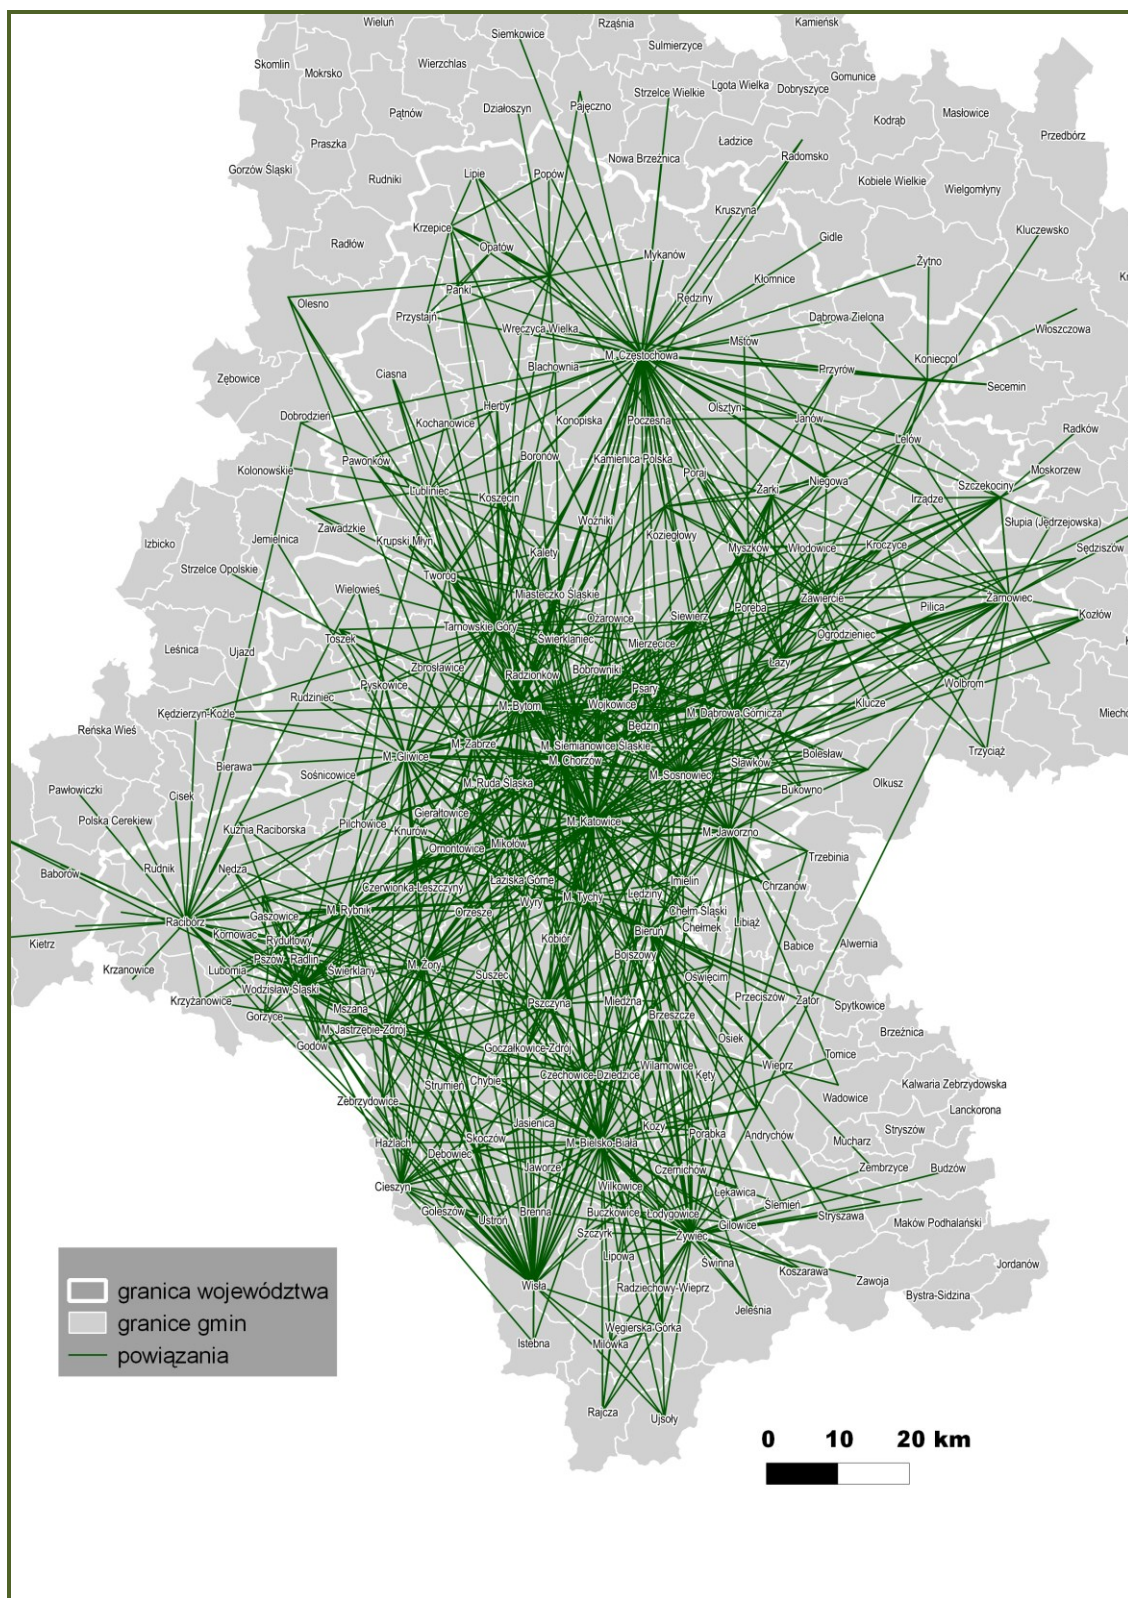 Wieluń
Rząśnia
Kamieńsk
Siemkowice
Sulmierzyce
Skomlin
Mokrsko
Wierzchlas
Gomunice
Działoszyn
Pajęczno
Strzelce Wielkie
Lgota Wielka
Dobryszyce
Pątnów
Kodrąb
Masłowice
Przedbórz
Praszka
Ładzice
Gorzów Śląski
Rudniki
Nowa Brzeźnica
Radomsko
Lipie
Popów
Kobiele Wielkie
Wielgomłyny
Krzepice
Kruszyna
Radłów
Opatów
Mykanów
Gidle
Kluczewsko
Żytno
Panki
Kłomnice
Olesno
Rędziny
Przystajń
Wręczyca Wielka
Dąbrowa Zielona
Włoszczowa
M. Częstochowa
Mstów
Koniecpol
Zębowice
Ciasna
Blachownia
Przyrów
Secemin
Dobrodzień
Herby
Olsztyn
Kochanowice
Konopiska
Poczesna
Janów
Radków
Lelów
Pawonków
Boronów
Kamienica Polska
Kolonowskie
Poraj
Moskorzew
Lubliniec
Koszęcin
Żarki
Niegowa
Szczekociny
Irządze
Zawadzkie
Woźniki
Słupia (Jędrzejowska)
Izbicko
Jemielnica
Krupski Młyn
Koziegłowy
Kalety
Myszków
Włodowice
Kroczyce
Sędziszów
Strzelce Opolskie
Tworóg
Wielowieś
Miasteczko Śląskie
Żarnowiec
Zawiercie
Pilica
Poręba
Kozłów
Ożarowice
Siewierz
Tarnowskie Góry
Toszek
Świerklaniec
Mierzęcice
Ogrodzieniec
Leśnica
Ujazd
Zbrosławice
Radzionków
Bobrowniki
Łazy
Pyskowice
Wolbrom
Rudziniec
Psary
Wojkowice
Klucze
M. Bytom
Kędzierzyn-Koźle
M. Dąbrowa Górnicza
Będzin
Reńska Wieś
M. Zabrze
M. Siemianowice Śląskie
Trzyciąż
M. Gliwice
M. Chorzów
Bolesław
Sławków
Bierawa
Sośnicowice
M. Sosnowiec
Olkusz
M. Ruda Śląska
Pawłowiczki
Cisek
Bukowno
Gierałtowice
Polska Cerekiew
Kuźnia Raciborska
Pilchowice
Knurów
M. Katowice
M. Jaworzno
Ornontowice
Mikołów
Trzebinia
Rudnik
Nędza
Baborów
Czerwionka-Leszczyny
Łaziska Górne
Imielin
Chrzanów
Lędziny
M. Tychy
Wyry
Orzesze
M. Rybnik
Gaszowice
Racibórz
Chełm Śląski
Libiąż
Chełmek
Kornowac
Rydułtowy
Bieruń
Kietrz
Kobiór
Babice
Alwernia
Pszów
Radlin
Bojszowy
Krzanowice
Lubomia
Świerklany
M. Żory
Suszec
Oświęcim
Wodzisław Śląski
Przeciszów
Zator
Krzyżanowice
Mszana
Pszczyna
Miedźna
Spytkowice
Gorzyce
Brzeszcze
M. Jastrzębie-Zdrój
Brzeźnica
Godów
Osiek
Goczałkowice-Zdrój
Tomice
Wilamowice
Wieprz
Czechowice-Dziedzice
Kęty
Chybie
Strumień
Kalwaria Zebrzydowska
Zebrzydowice
Wadowice
Lanckorona
Jasienica
Kozy
Stryszów
Hażlach
Skoczów
M. Bielsko-Biała
Porąbka
Andrychów
Mucharz
Dębowiec
Jaworze
Czernichów
Zembrzyce
Budzów
Cieszyn
Wilkowice
Łękawica
Ślemień
Goleszów
Ustroń
Brenna
Buczkowice
Łodygowice
Gilowice
Stryszawa
Maków Podhalański
Szczyrk
Żywiec
Lipowa
Świnna
Koszarawa
Zawoja
Jordanów
Wisła
Radziechowy-Wieprz
Bystra-Sidzina
Jeleśnia
Węgierska Górka
Istebna
Milówka
Rajcza
Ujsoły
granica województwa
granice gmin
powiązania
0 10 20 km